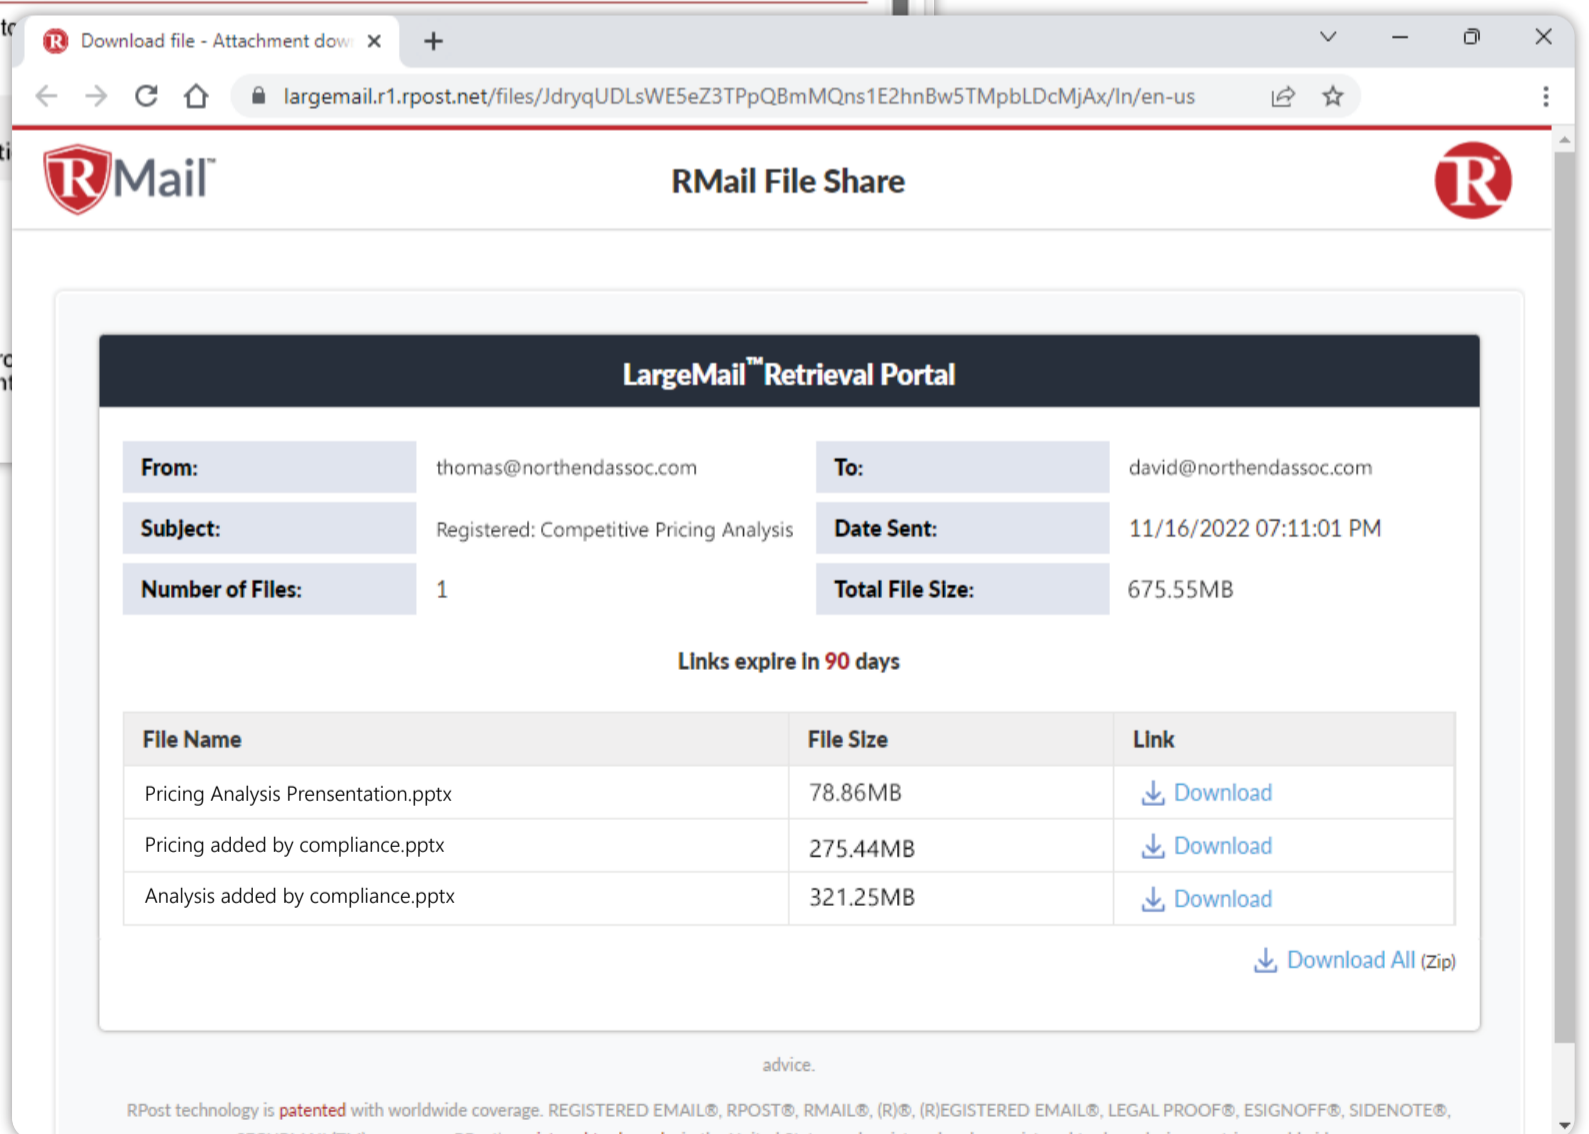 Download file - Attachment dow
largemail.r1.rpost.net/files/JdryqUDLsWE5eZ3TPpQBmMQns1E2hnBw5TMpbLDcMjAx/In/en-us
RMail™
RMail File Share
R
LargeMail™ Retrieval Portal
From: thomas@northendassoc.com To: david@northendassoc.com
Subject: Registered: Competitive Pricing Analysis Date Sent: 11/16/2022 07:11:01 PM
Number of Files: 1 Total File Size: 675.55MB
Links expire in 90 days
File Name File Size Link
Pricing Analysis Prensentation.pptx 78.86MB Download
Pricing added by compliance.pptx 275.44MB Download
Analysis added by compliance.pptx 321.25MB Download
Download All (Zip)
advice.
RPost technology is patented with worldwide coverage. REGISTERED EMAIL®, RPOST®, RMAIL®, (R)®, (R)EGISTERED EMAIL®, LEGAL PROOF®, ESIGNOFF®, SIDENOTE®,